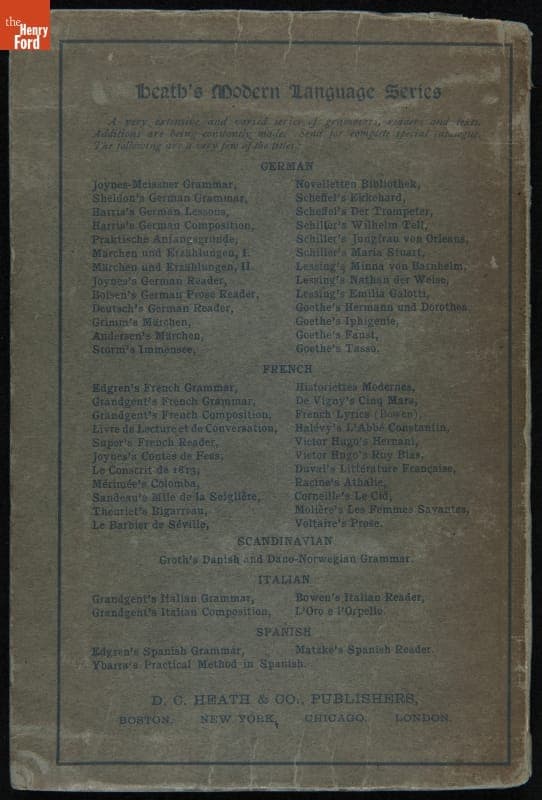 the
Henry
Ford
Heath's Modern Language Series
A very extensive and varied series of grammars, readers and texts.
Additions are being constantly made. Send for complete special catalogue.
The following are a very few of the titles:
GERMAN
Joynes-Meissner Grammar,
Sheldon's German Grammar,
Harris's German Lessons,
Harris's German Composition,
Praktische Anfangsgründe,
Märchen und Erzählungen, I.
Märchen und Erzählungen, II.
Joynes's German Reader,
Boisen's German Prose Reader,
Deutsch's German Reader,
Grimm's Märchen,
Andersen's Märchen,
Storm's Immensee,
Novelletten Bibliothek,
Scheffel's Ekkehard,
Scheffel's Der Trompeter,
Schiller's Wilhelm Tell,
Schiller's Jungfrau von Orleans,
Schiller's Maria Stuart,
Lessing's Minna von Barnhelm,
Lessing's Nathan der Weise,
Lessing's Emilia Galotti,
Goethe's Hermann und Dorothea
Goethe's Iphigenie,
Goethe's Faust,
Goethe's Tasso.
FRENCH
Edgren's French Grammar,
Grandgent's French Grammar,
Grandgent's French Composition,
Livre de Lecture et de Conversation,
Super's French Reader,
Joynes's Contes de Fees,
Le Conscrit de 1813,
Mérimée's Colomba,
Sandeau's Mlle de la Seiglière,
Theuriet's Bigarreau,
Le Barbier de Séville,
Historiettes Modernes,
De Vigny's Cinq Mars,
French Lyrics (Bowen),
Halévy's L'Abbé Constantin,
Victor Hugo's Hernani,
Victor Hugo's Ruy Blas,
Duval's Littérature Française,
Racine's Athalie,
Corneille's Le Cid,
Molière's Les Femmes Savantes,
Voltaire's Prose.
SCANDINAVIAN
Groth's Danish and Dano-Norwegian Grammar.
ITALIAN
Grandgent's Italian Grammar,
Grandgent's Italian Composition,
Bowen's Italian Reader,
L'Oro e l'Orpello.
SPANISH
Edgren's Spanish Grammar,
Ybarra's Practical Method in Spanish.
Matzke's Spanish Reader.
D. C. HEATH & CO., PUBLISHERS,
BOSTON. NEW YORK, CHICAGO. LONDON.